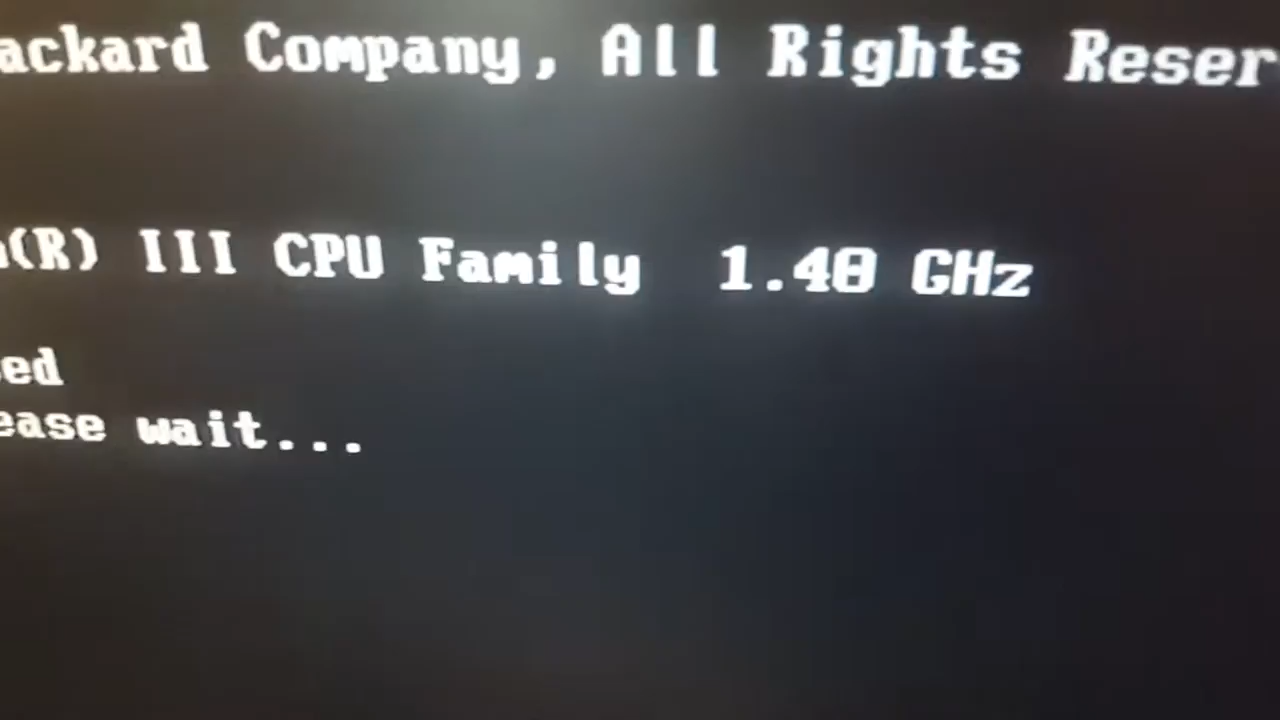 ackard Company, All Rights Reser
(R) III CPU Family 1.40 GHz
ed
ease wait...